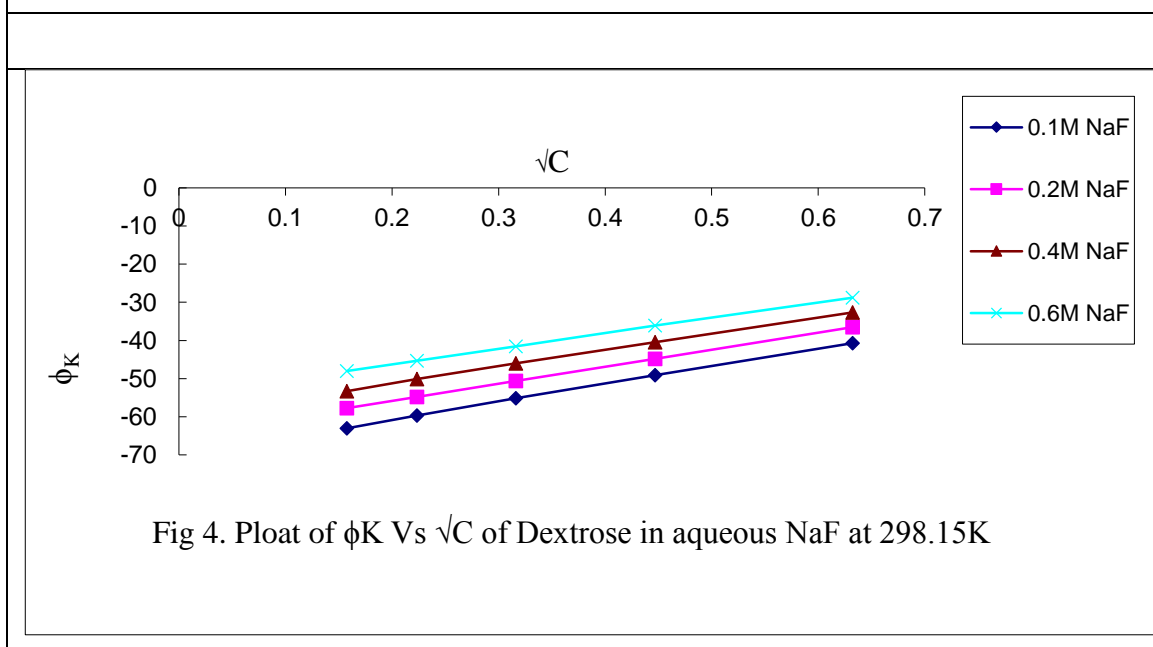 0.1M NaF
0.2M NaF
0.4M NaF
0.6M NaF
√C
0
0 0.1 0.2 0.3 0.4 0.5 0.6 0.7
-10
-20
-30
-40
-50
-60
-70
ϕK
Fig 4. Ploat of ϕK Vs √C of Dextrose in aqueous NaF at 298.15K